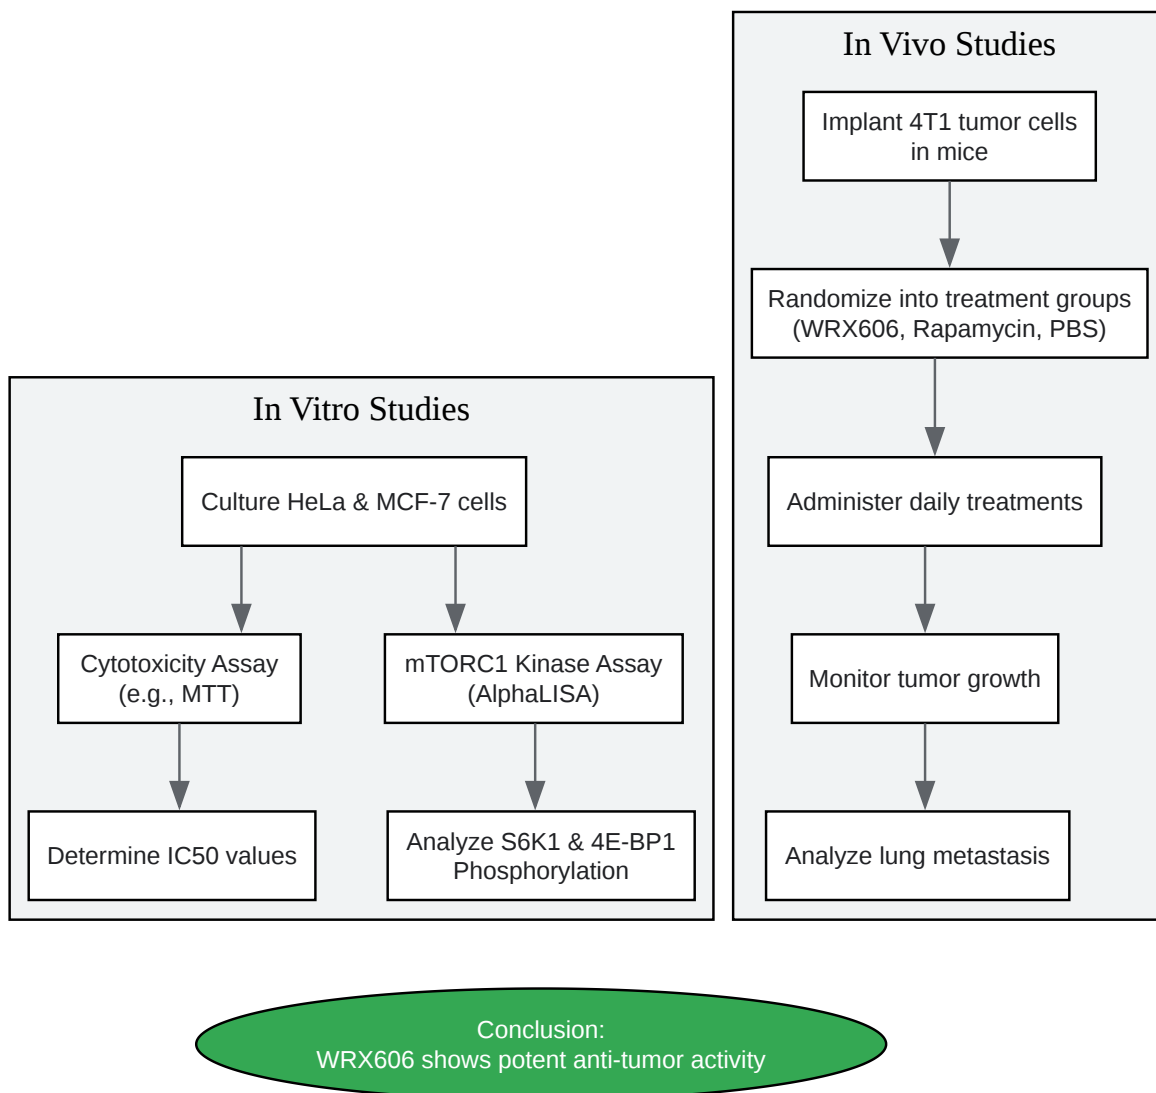 In Vivo Studies
Implant 4T1 tumor cells
in mice
Randomize into treatment groups
(WRX606, Rapamycin, PBS)
Administer daily treatments
Monitor tumor growth
Analyze lung metastasis
In Vitro Studies
Culture HeLa & MCF-7 cells
Cytotoxicity Assay
(e.g., MTT)
mTORC1 Kinase Assay
(AlphaLISA)
Determine IC50 values
Analyze S6K1 & 4E-BP1
Phosphorylation
Conclusion:
WRX606 shows potent anti-tumor activity